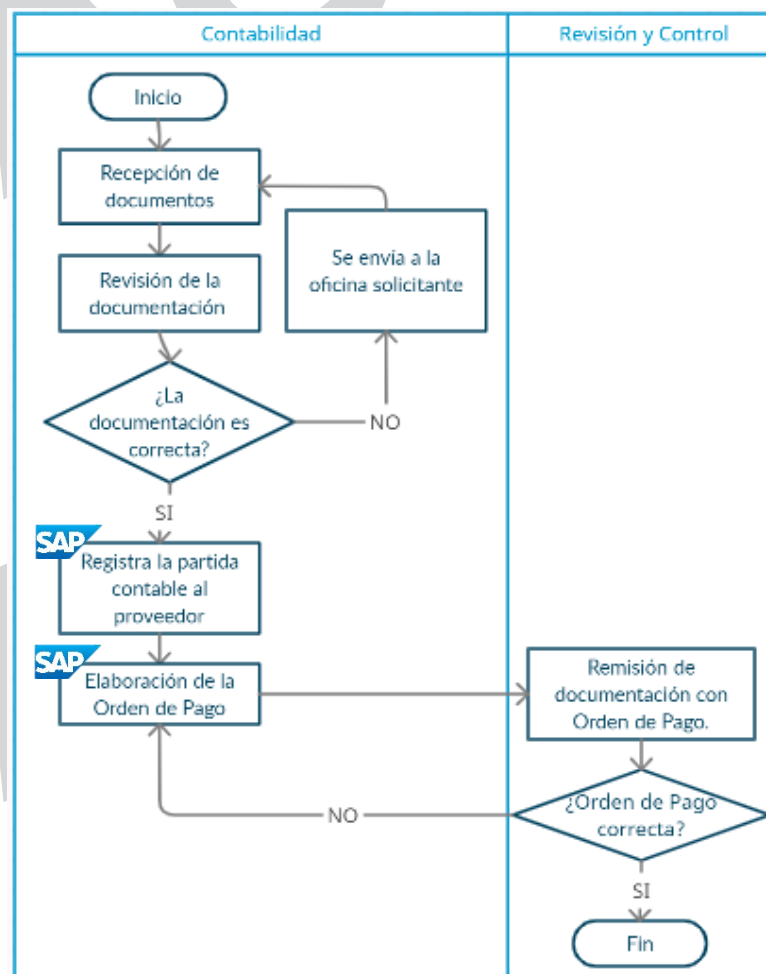 Contabilidad
Revisión y Control
Inicio
Recepción de
documentos
Se envia a la
oficina solicitante
Revisión de la
documentación
¿La
documentación es
correcta?
NO
SI
SAP
Registra la partida
contable al
proveedor
SAP
Elaboración de la
Orden de Pago
Remisión de
documentación con
Orden de Pago.
¿Orden de Pago
correcta?
NO
SI
Fin